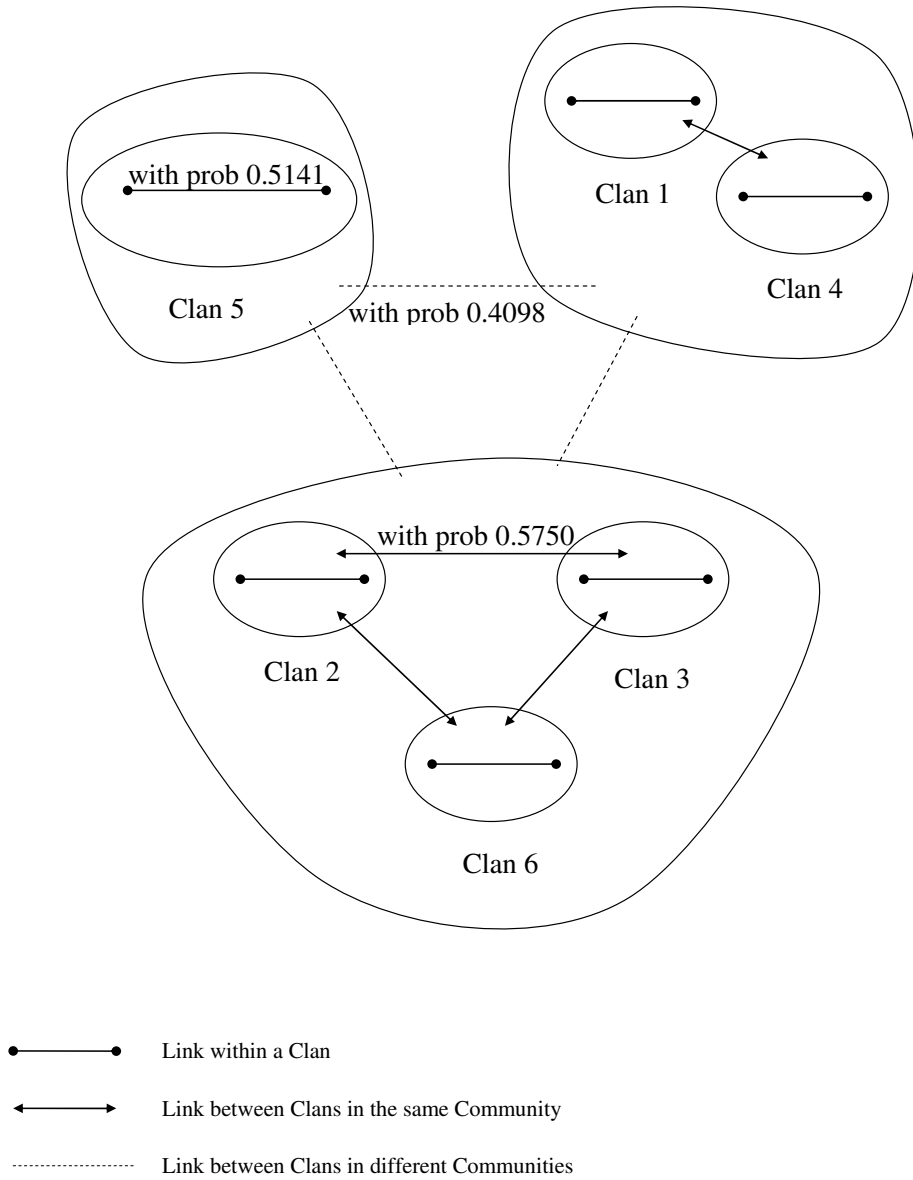 with prob 0.5141
Clan 5
Clan 1
Clan 4
with prob 0.4098
with prob 0.5750
Clan 2
Clan 3
Clan 6
Link within a Clan
Link between Clans in the same Community
Link between Clans in different Communities